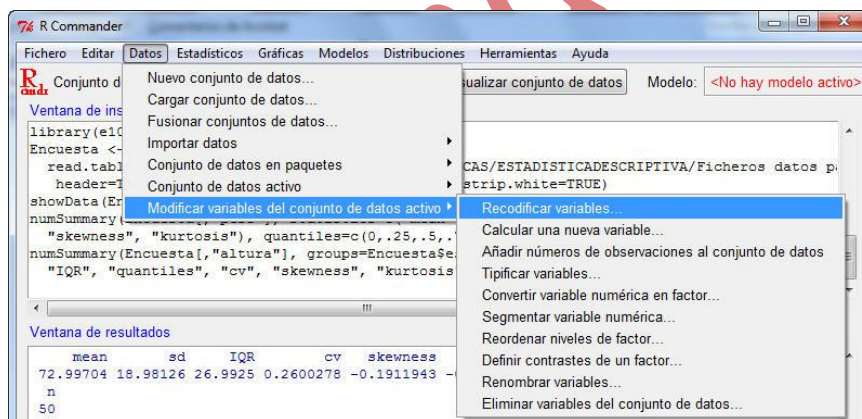 R Commander
Fichero Editar Datos Estadísticos Gráficas Modelos Distribuciones Herramientas Ayuda
R Conjunto d
cmdr
ualizar conjunto de datos Modelo: <No hay modelo activo>
Nuevo conjunto de datos...
Cargar conjunto de datos...
Fusionar conjuntos de datos...
Importar datos
Conjunto de datos en paquetes
Conjunto de datos activo
Modificar variables del conjunto de datos activo
Recodificar variables...
Calcular una nueva variable...
Añadir números de observaciones al conjunto de datos
Tipificar variables...
Convertir variable numérica en factor...
Segmentar variable numérica...
Reordenar niveles de factor...
Definir contrastes de un factor...
Renombrar variables...
Eliminar variables del conjunto de datos...
Ventana de ins
library(e10
Encuesta <-
read.tabl CAS/ESTADISTICADESCRIPTIVA/Ficheros datos pa
header=T strip.white=TRUE)
showData(En
numSummary(
"skewness", "kurtosis"), quantiles=c(0,.25,.5,.
numSummary(Encuesta[,"altura"], groups=Encuesta$e
"IQR", "quantiles", "cv", "skewness", "kurtosis"
Ventana de resultados
mean sd IQR cv skewness
72.99704 18.98126 26.9925 0.2600278 -0.1911943 -
n
50